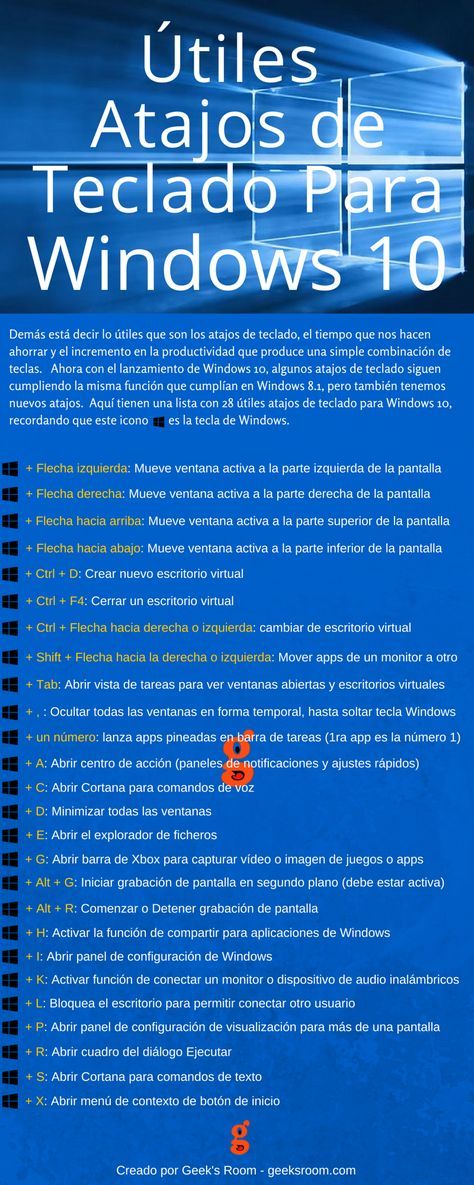 Útiles
Atajos de
Teclado Para
Windows 10
Demás está decir lo útiles que son los atajos de teclado, el tiempo que nos hacen
ahorrar y el incremento en la productividad que produce una simple combinación de
teclas. Ahora con el lanzamiento de Windows 10, algunos atajos de teclado siguen
cumpliendo la misma función que cumplían en Windows 8.1, pero también tenemos
nuevos atajos. Aquí tienen una lista con 28 útiles atajos de teclado para Windows 10,
recordando que este icono es la tecla de Windows.
+ Flecha izquierda: Mueve ventana activa a la parte izquierda de la pantalla
+ Flecha derecha: Mueve ventana activa a la parte derecha de la pantalla
+ Flecha hacia arriba: Mueve ventana activa a la parte superior de la pantalla
+ Flecha hacia abajo: Mueve ventana activa a la parte inferior de la pantalla
+ Ctrl + D: Crear nuevo escritorio virtual
+ Ctrl + F4: Cerrar un escritorio virtual
+ Ctrl + Flecha hacia derecha o izquierda: cambiar de escritorio virtual
+ Shift + Flecha hacia la derecha o izquierda: Mover apps de un monitor a otro
+ Tab: Abrir vista de tareas para ver ventanas abiertas y escritorios virtuales
+ , : Ocultar todas las ventanas en forma temporal, hasta soltar tecla Windows
+ un número: lanza apps pineadas en barra de tareas (1ra app es la número 1)
+ A: Abrir centro de acción (paneles de notificaciones y ajustes rápidos)
+ C: Abrir Cortana para comandos de voz
+ D: Minimizar todas las ventanas
+ E: Abrir el explorador de ficheros
+ G: Abrir barra de Xbox para capturar vídeo o imagen de juegos o apps
+ Alt + G: Iniciar grabación de pantalla en segundo plano (debe estar activa)
+ Alt + R: Comenzar o Detener grabación de pantalla
+ H: Activar la función de compartir para aplicaciones de Windows
+ I: Abrir panel de configuración de Windows
+ K: Activar función de conectar un monitor o dispositivo de audio inalámbricos
+ L: Bloquea el escritorio para permitir conectar otro usuario
+ P: Abrir panel de configuración de visualización para más de una pantalla
+ R: Abrir cuadro del diálogo Ejecutar
+ S: Abrir Cortana para comandos de texto
+ X: Abrir menú de contexto de botón de inicio
g
Creado por Geek's Room - geeksroom.com